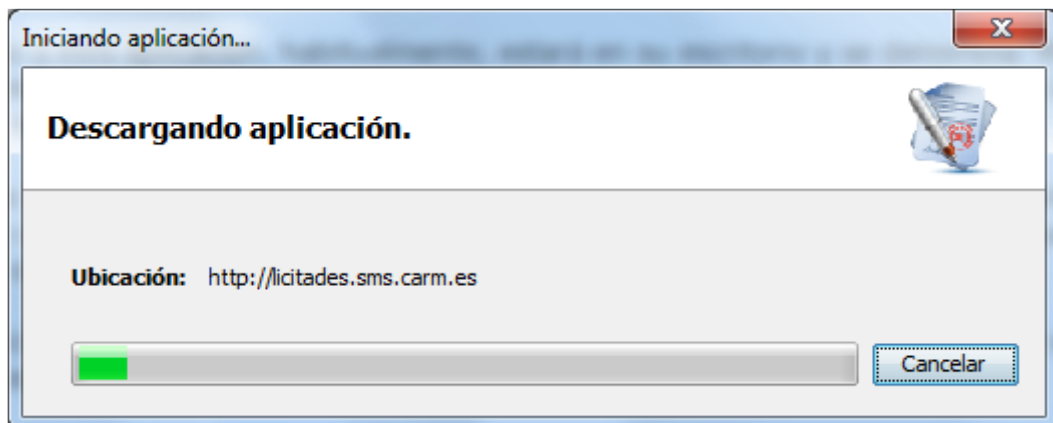 Iniciando aplicación...
Descargando aplicación.
Ubicación: http://licitades.sms.carm.es
Cancelar